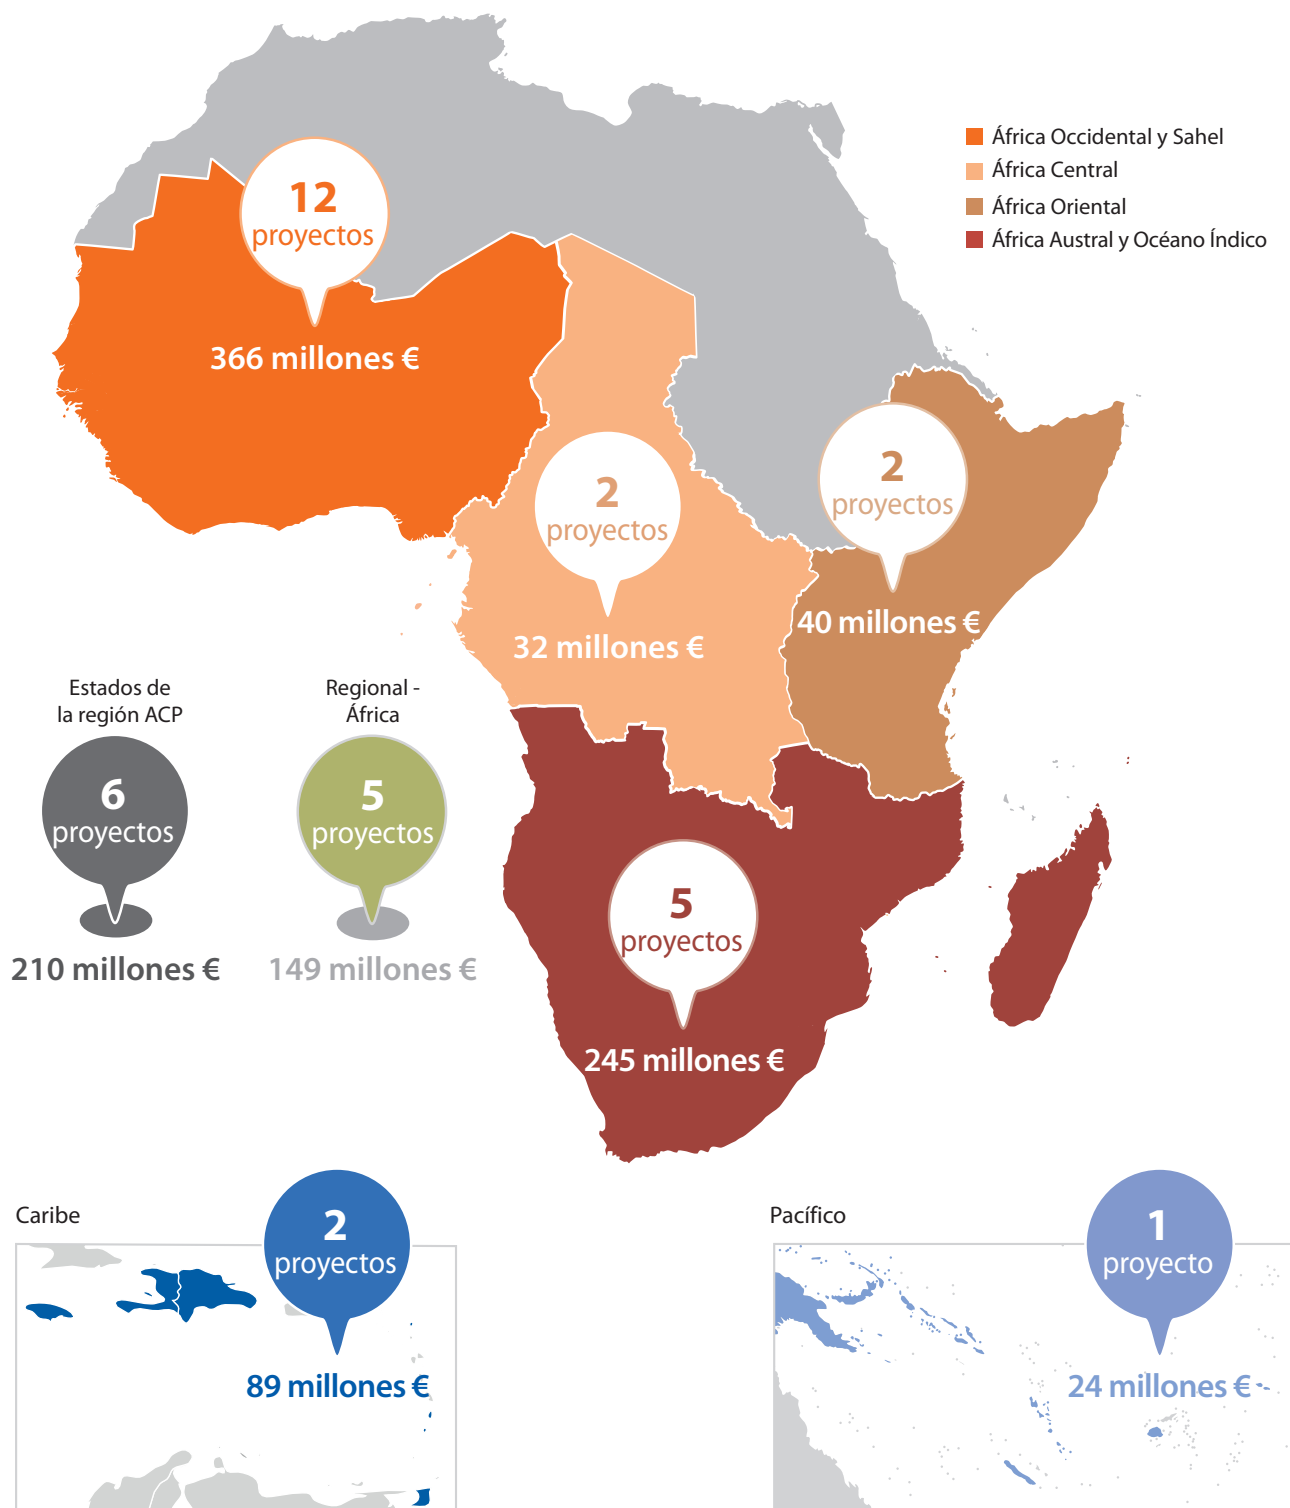 África Occidental y Sahel
África Central
África Oriental
África Austral y Océano Índico
12
proyectos
366 millones €
2
proyectos
32 millones €
2
proyectos
40 millones €
Estados de
la región ACP
6
proyectos
210 millones €
Regional -
África
5
proyectos
149 millones €
5
proyectos
245 millones €
Caribe
2
proyectos
89 millones €
Pacífico
1
proyecto
24 millones €